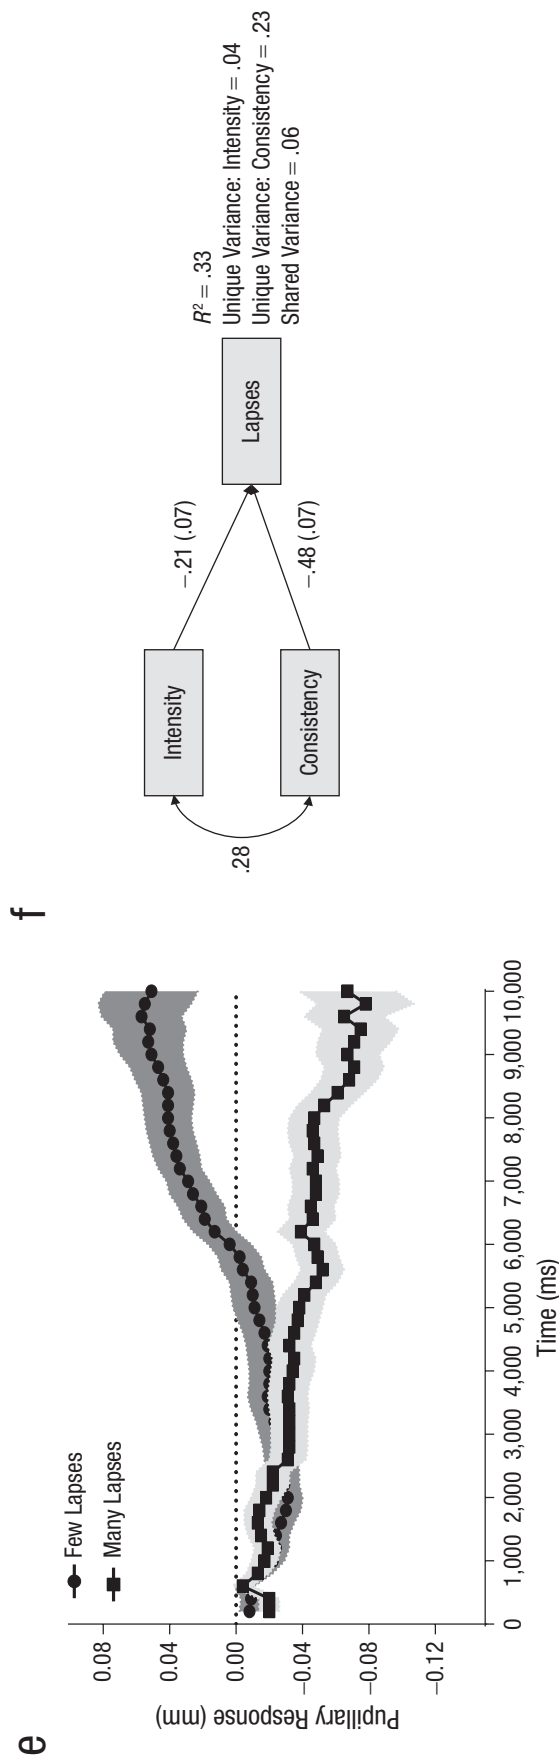 e
Few Lapses
Many Lapses
Pupillary Response (mm)
0.08
0.04
0.00
−0.04
−0.08
−0.12
0 1,000 2,000 3,000 4,000 5,000 6,000 7,000 8,000 9,000 10,000
Time (ms)
f
.28
Intensity
Consistency
−.21 (.07)
−.48 (.07)
Lapses
R² = .33
Unique Variance: Intensity = .04
Unique Variance: Consistency = .23
Shared Variance = .06